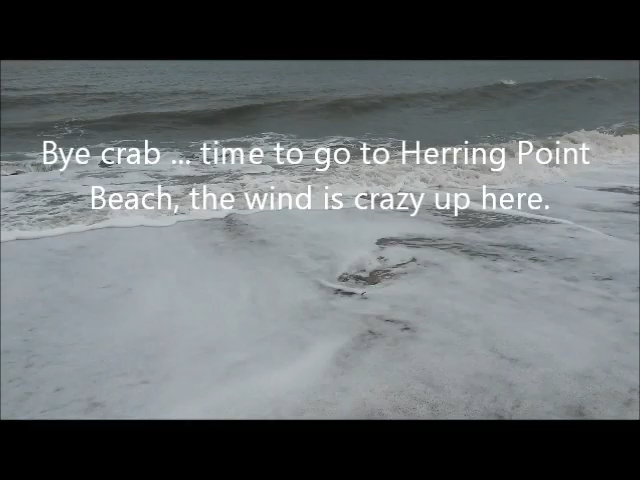 Bye crab ... time to go to Herring Point
Beach, the wind is crazy up here.